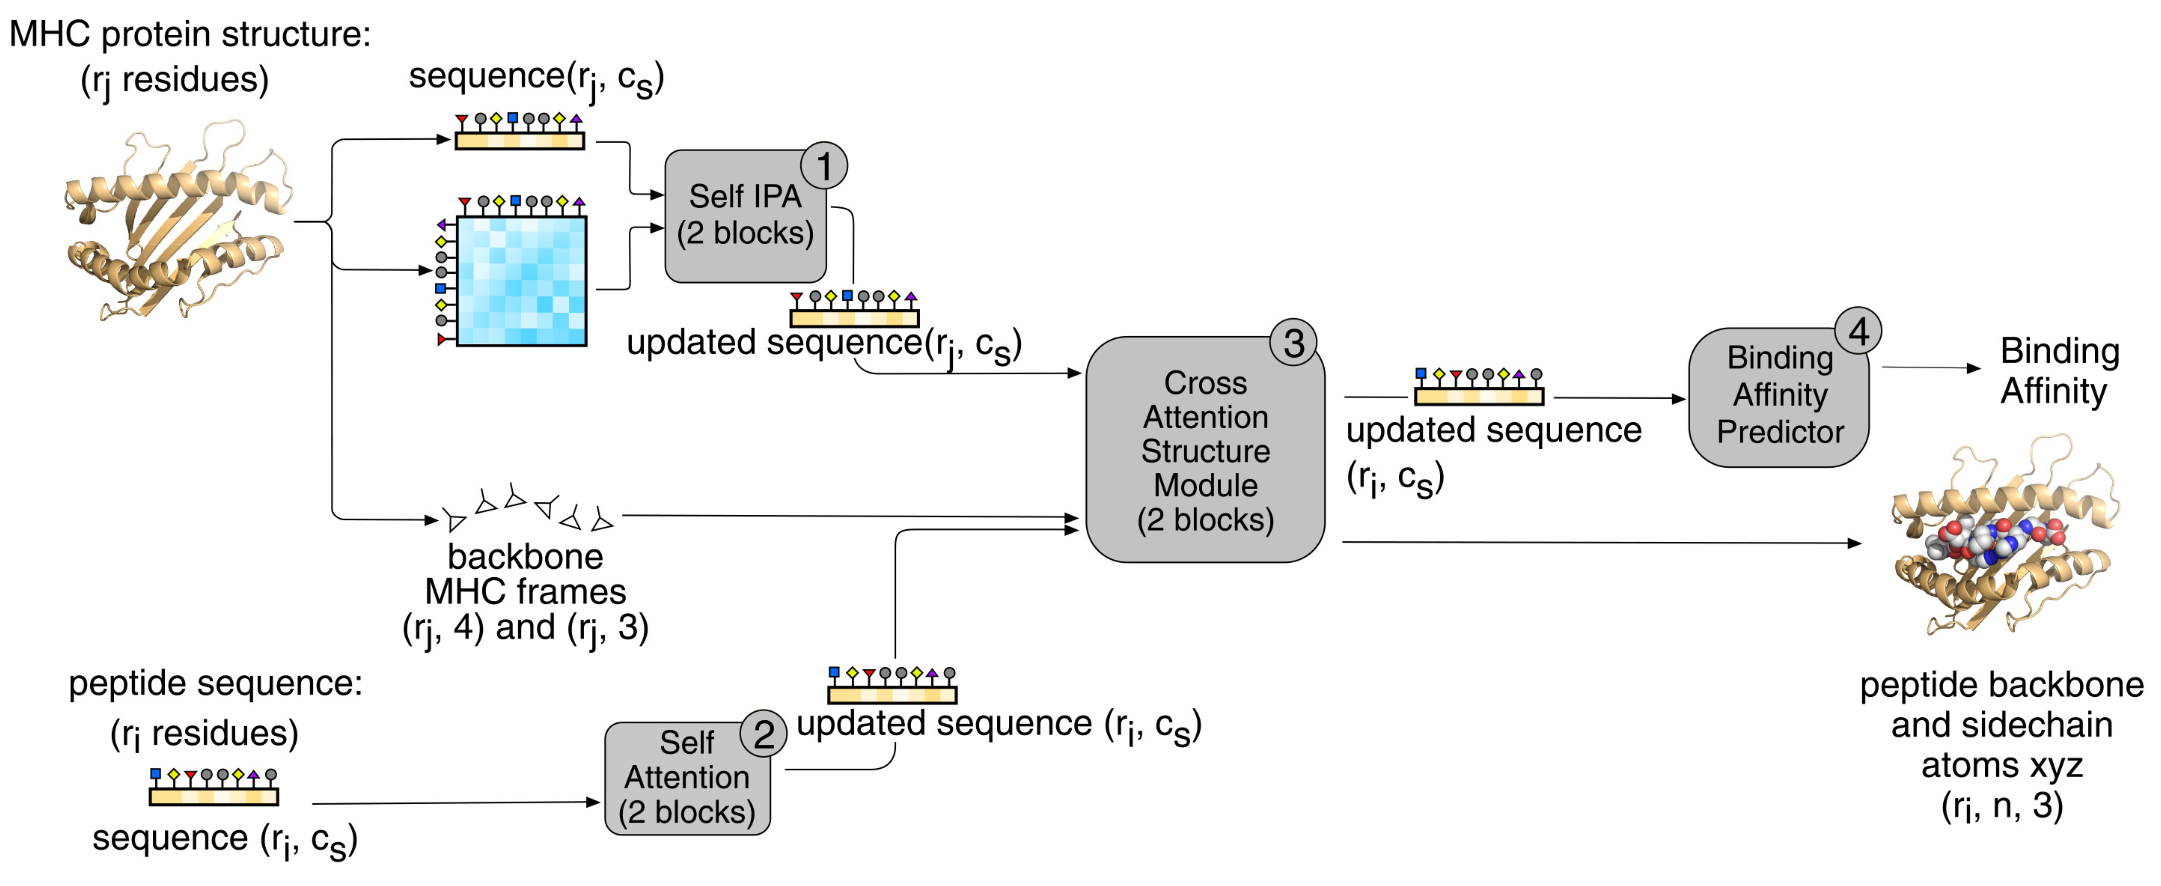 MHC protein structure:
(rj residues)
sequence(rj, cs)
1
Self IPA
(2 blocks)
updated sequence(rj, cs)
backbone
MHC frames
(rj, 4) and (rj, 3)
peptide sequence:
(ri residues)
sequence (ri, cs)
2
Self
Attention
(2 blocks)
updated sequence (ri, cs)
3
Cross
Attention
Structure
Module
(2 blocks)
updated sequence
(ri, cs)
4
Binding
Affinity
Predictor
Binding
Affinity
peptide backbone
and sidechain
atoms xyz
(ri, n, 3)